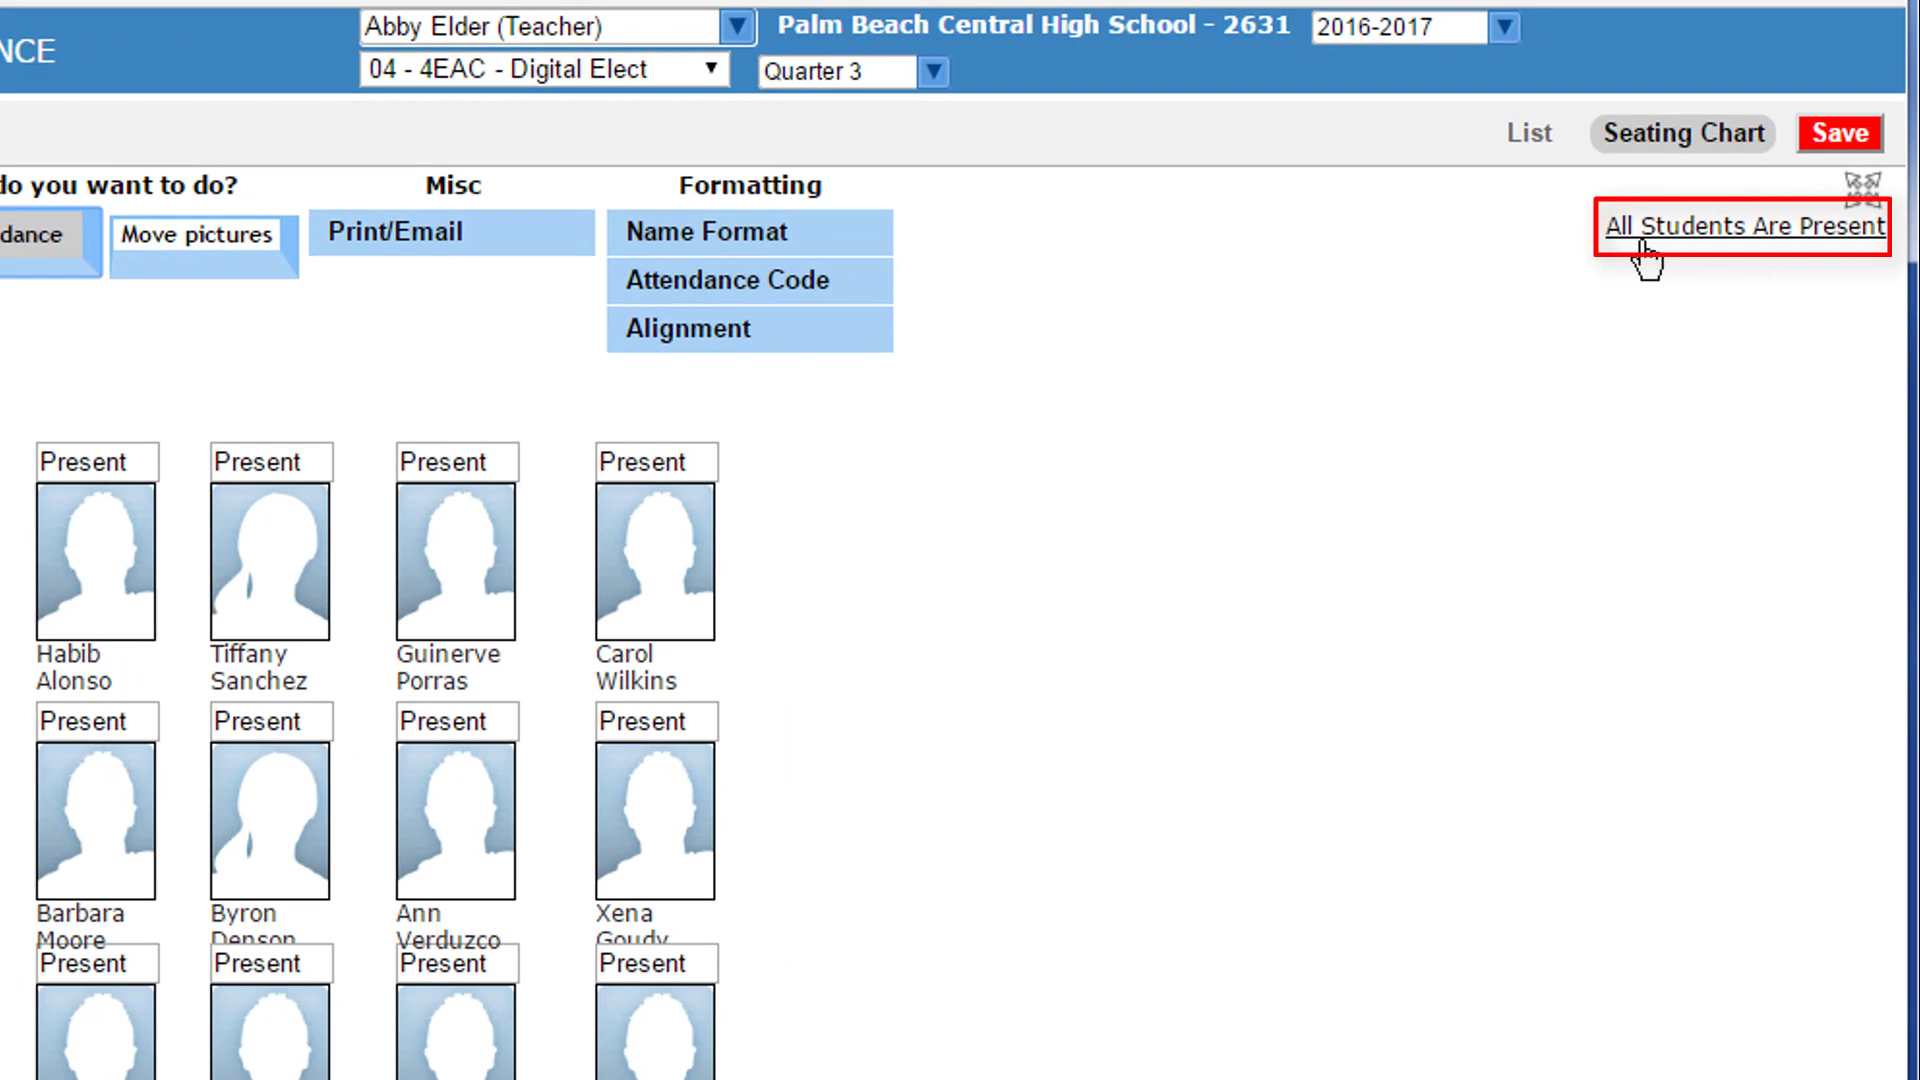 NCE
Abby Elder (Teacher)
Palm Beach Central High School - 2631
2016-2017
04 - 4EAC - Digital Elect
Quarter 3
List
Seating Chart
Save
do you want to do?
Misc
Formatting
dance
Move pictures
Print/Email
Name Format
Attendance Code
Alignment
All Students Are Present
Present Present Present Present
Habib Tiffany Guinerve Carol
Alonso Sanchez Porras Wilkins
Present Present Present Present
Barbara Byron Ann Xena
Moore Denson Verduzco Goudy
Present Present Present Present